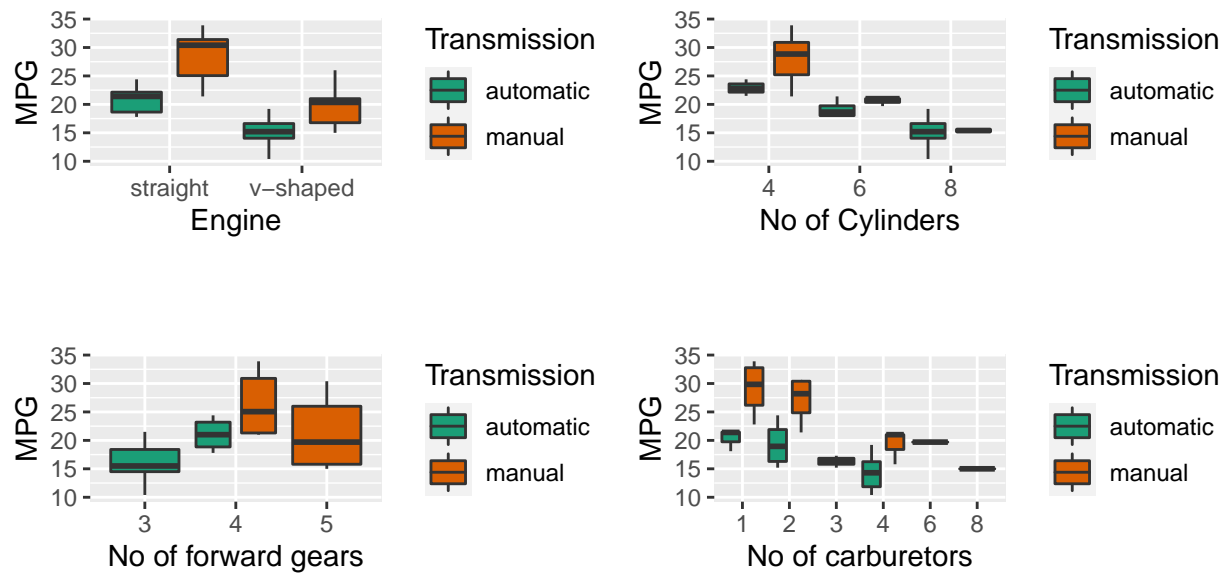 MPG
35
30
25
20
15
10
straight v−shaped
Engine
Transmission
automatic
manual
MPG
35
30
25
20
15
10
4 6 8
No of Cylinders
Transmission
automatic
manual
MPG
35
30
25
20
15
10
3 4 5
No of forward gears
Transmission
automatic
manual
MPG
35
30
25
20
15
10
1 2 3 4 6 8
No of carburetors
Transmission
automatic
manual